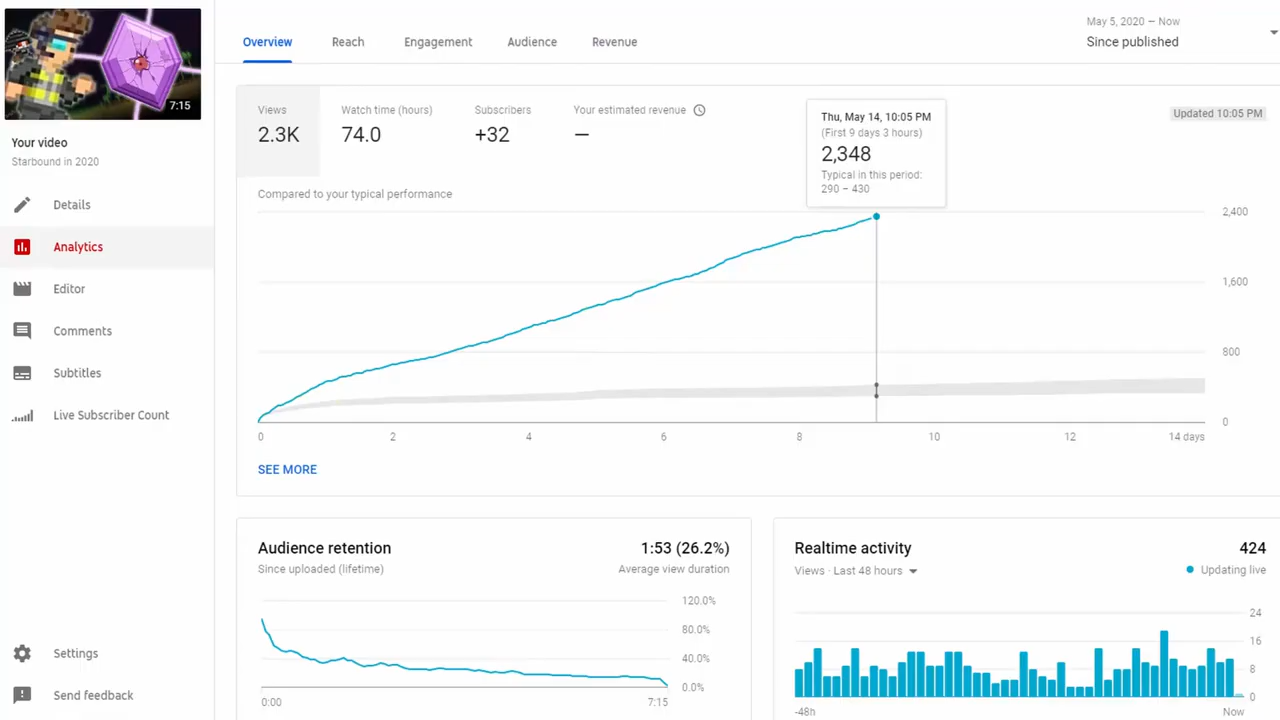 7:15
Your video
Starbound in 2020
Details
Analytics
Editor
Comments
Subtitles
Live Subscriber Count
Settings
Send feedback
Overview
Reach
Engagement
Audience
Revenue
May 5, 2020 – Now
Since published
Views
2.3K
Watch time (hours)
74.0
Subscribers
+32
Your estimated revenue
—
Updated 10:05 PM
Thu, May 14, 10:05 PM
(First 9 days 3 hours)
2,348
Typical in this period:
290 – 430
Compared to your typical performance
2,400
1,600
800
0
0 2 4 6 8 10 12 14 days
SEE MORE
Audience retention
1:53 (26.2%)
Since uploaded (lifetime)
Average view duration
120.0%
80.0%
40.0%
0.0%
0:00 7:15
Realtime activity
424
Views · Last 48 hours
Updating live
24
16
8
0
-48h Now